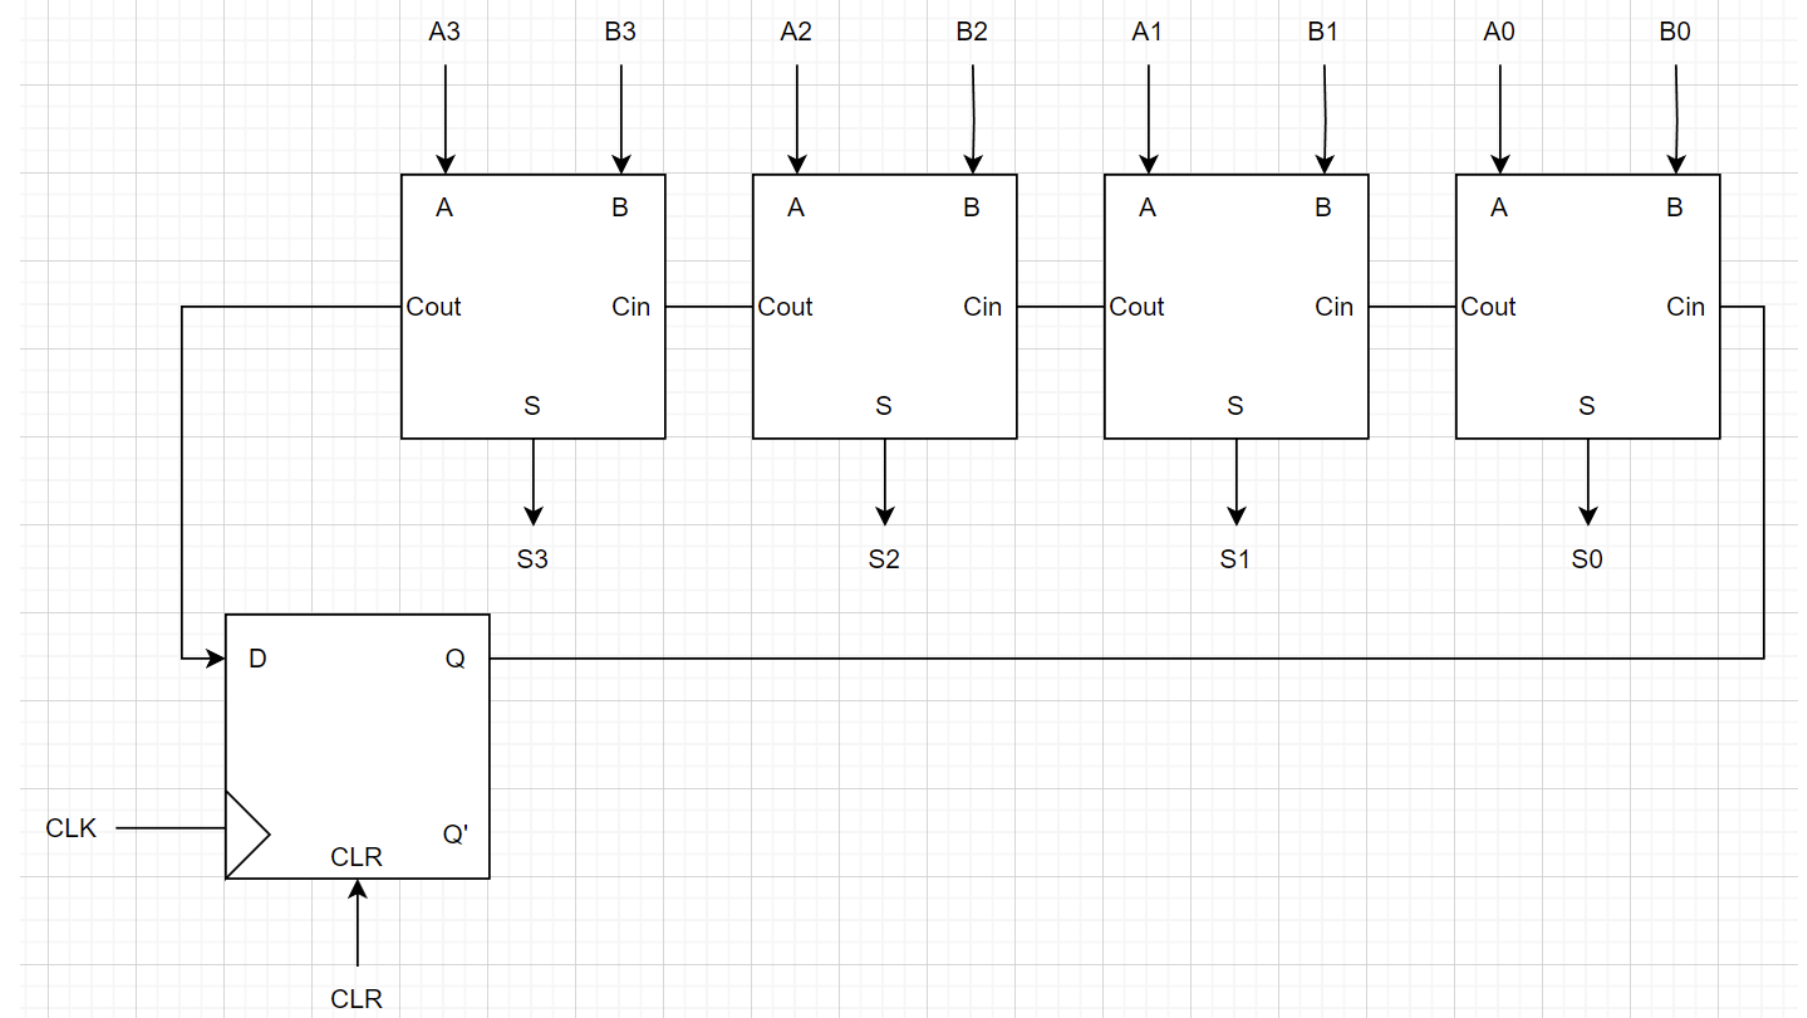 A3 B3 A2 B2 A1 B1 A0 B0
A B A B A B A B
Cout Cin Cout Cin Cout Cin Cout Cin
S S S S
S3 S2 S1 S0
D Q
CLK Q'
CLR
CLR